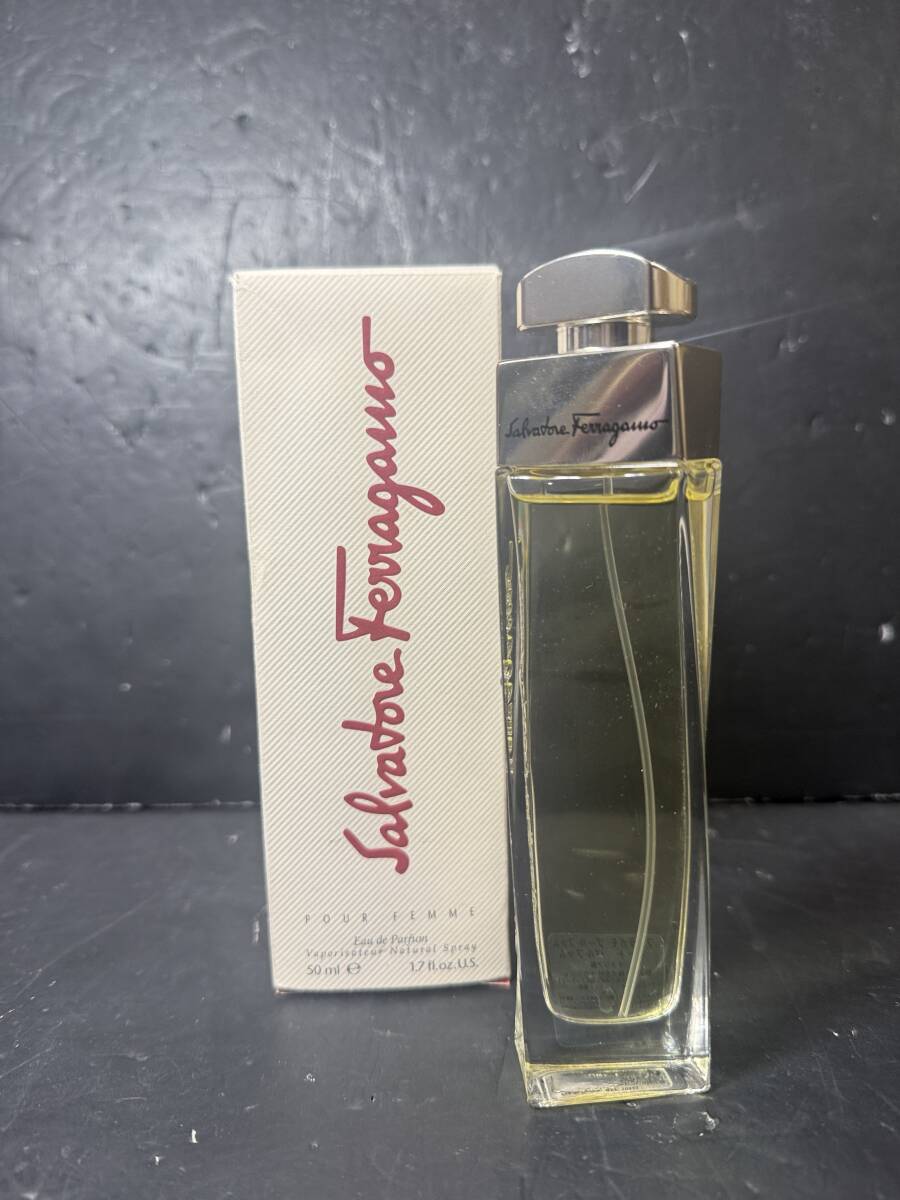 Salvatore Ferragamo
POUR FEMME
Eau de Parfum
Vaporisateur Natural Spray
50 ml ℮ 1.7 fl.oz.U.S.
Salvatore Ferragamo